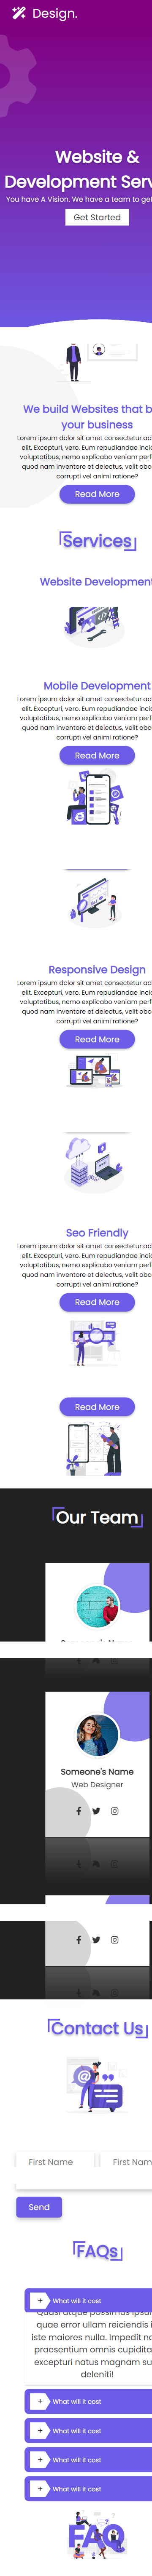 Design.
Website &
Development Serv
You have A Vision. We have a team to get
Get Started
We build Websites that b
your business
Lorem ipsum dolor sit amet consectetur ad
elit. Excepturi, vero. Eum repudiandae inci
voluptatibus, nemo explicabo veniam perf
quod nam inventore et delectus, velit obc
corrupti vel animi ratione?
Read More
Services
Website Development
Mobile Development
Lorem ipsum dolor sit amet consectetur ad
elit. Excepturi, vero. Eum repudiandae inci
voluptatibus, nemo explicabo veniam perf
quod nam inventore et delectus, velit obc
corrupti vel animi ratione?
Read More
Responsive Design
Lorem ipsum dolor sit amet consectetur ad
elit. Excepturi, vero. Eum repudiandae inci
voluptatibus, nemo explicabo veniam perf
quod nam inventore et delectus, velit obc
corrupti vel animi ratione?
Read More
Seo Friendly
Lorem ipsum dolor sit amet consectetur ad
elit. Excepturi, vero. Eum repudiandae inci
voluptatibus, nemo explicabo veniam perf
quod nam inventore et delectus, velit obc
corrupti vel animi ratione?
Read More
Read More
Our Team
Someone's Name
Web Designer
Contact Us
First Name
First Nam
Send
FAQs
+ What will it cost
quae rerum ullam reiciendis i
iste maiores nulla. Impedit no
praesentium omnis cupidita
excepturi natus magnam su
deleniti!
+ What will it cost
+ What will it cost
+ What will it cost
+ What will it cost
FAQ